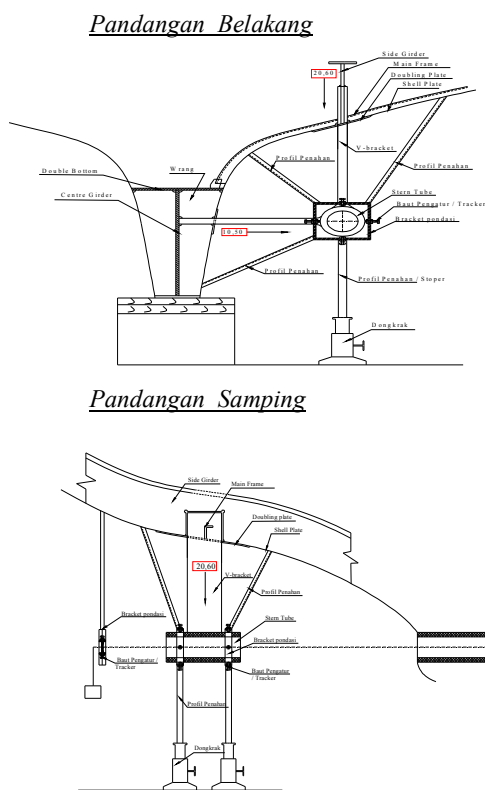 Pandangan Belakang
Side Girder
Main Frame
Doubling Plate
Shell Plate
20,60
V-bracket
Profil Penahan
Profil Penahan
Wrang
Double Bottom
Centre Girder
Stern Tube
Baut Pengatur / Tracker
Bracket pondasi
10,50
Profil Penahan
Profil Penahan / Stoper
Dongkrak
Pandangan Samping
Side Girder
Main Frame
Doubling plate
Shell Plate
20,60
V-bracket
Profil Penahan
Bracket pondasi
Stern Tube
Bracket pondasi
Baut Pengatur /
Tracker
Baut Pengatur
/ Tracker
Profil Penahan
Dongkrak